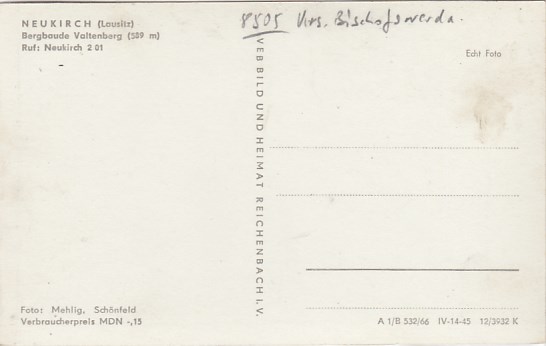 NEUKIRCH (Lausitz)
Bergbaude Valtenberg (589 m)
Ruf: Neukirch 2 01
8505 Krs. Bischofswerda.
Echt Foto
VEB BILD UND HEIMAT REICHENBACH I. V.
Foto: Mehlig, Schönfeld
Verbraucherpreis MDN -,15
A 1/B 532/66 IV-14-45 12/3932 K